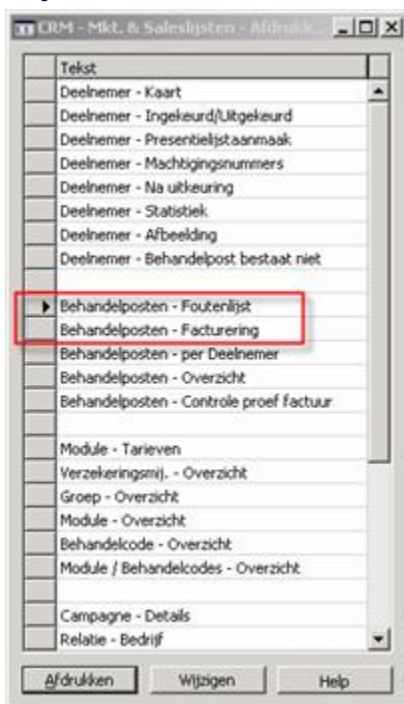 CRM - Mkt. & Saleslijsten - Afdrukk...
Tekst
Deelnemer - Kaart
Deelnemer - Ingekeurd/Uitgekeurd
Deelnemer - Presentielijstaanmaak
Deelnemer - Machtigingsnummers
Deelnemer - Na uitkeuring
Deelnemer - Statistiek
Deelnemer - Afbeelding
Deelnemer - Behandelpost bestaat niet
Behandelposten - Foutenlijst
Behandelposten - Facturering
Behandelposten - per Deelnemer
Behandelposten - Overzicht
Behandelposten - Controle proef factuur
Module - Tarieven
Verzekeringsmij. - Overzicht
Groep - Overzicht
Module - Overzicht
Behandelcode - Overzicht
Module / Behandelcodes - Overzicht
Campagne - Details
Relatie - Bedrijf
Afdrukken Wijzigen Help